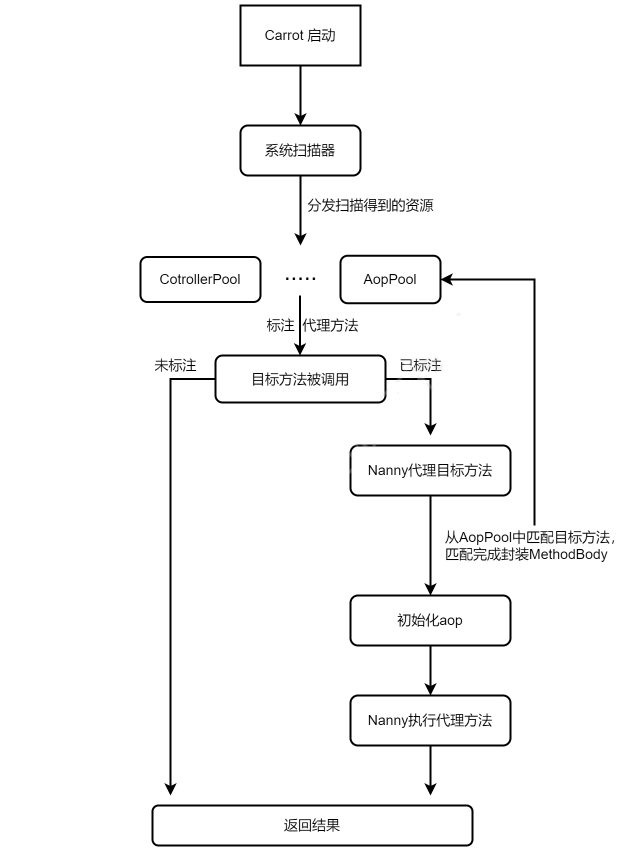 Carrot 启动
系统扫描器
分发扫描得到的资源
CotrollerPool
·····
AopPool
标注 代理方法
未标注
目标方法被调用
已标注
Nanny代理目标方法
从AopPool中匹配目标方法，
匹配完成封装MethodBody
初始化aop
Nanny执行代理方法
返回结果